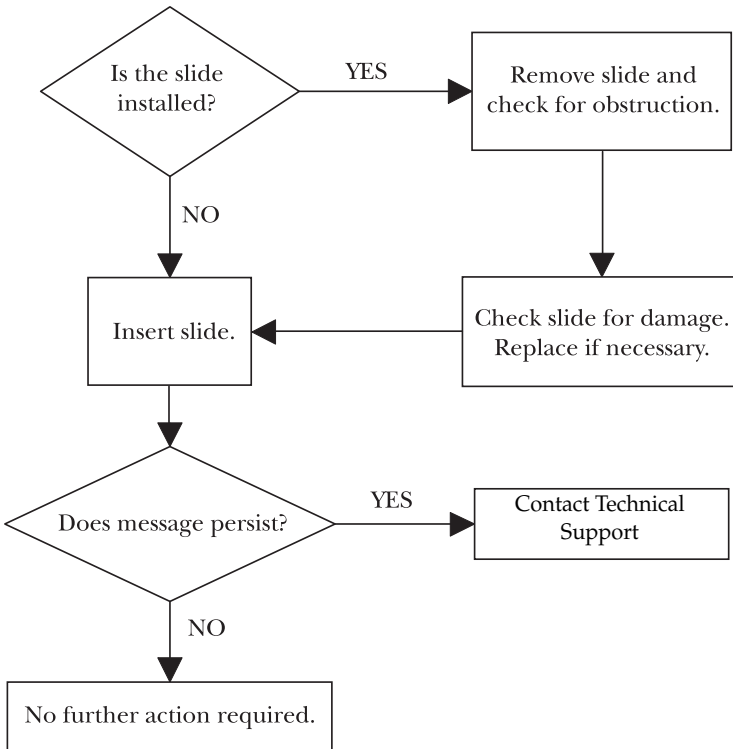 Is the slide
installed?
YES
Remove slide and
check for obstruction.
NO
Insert slide.
Check slide for damage.
Replace if necessary.
Does message persist?
YES
Contact Technical
Support
NO
No further action required.